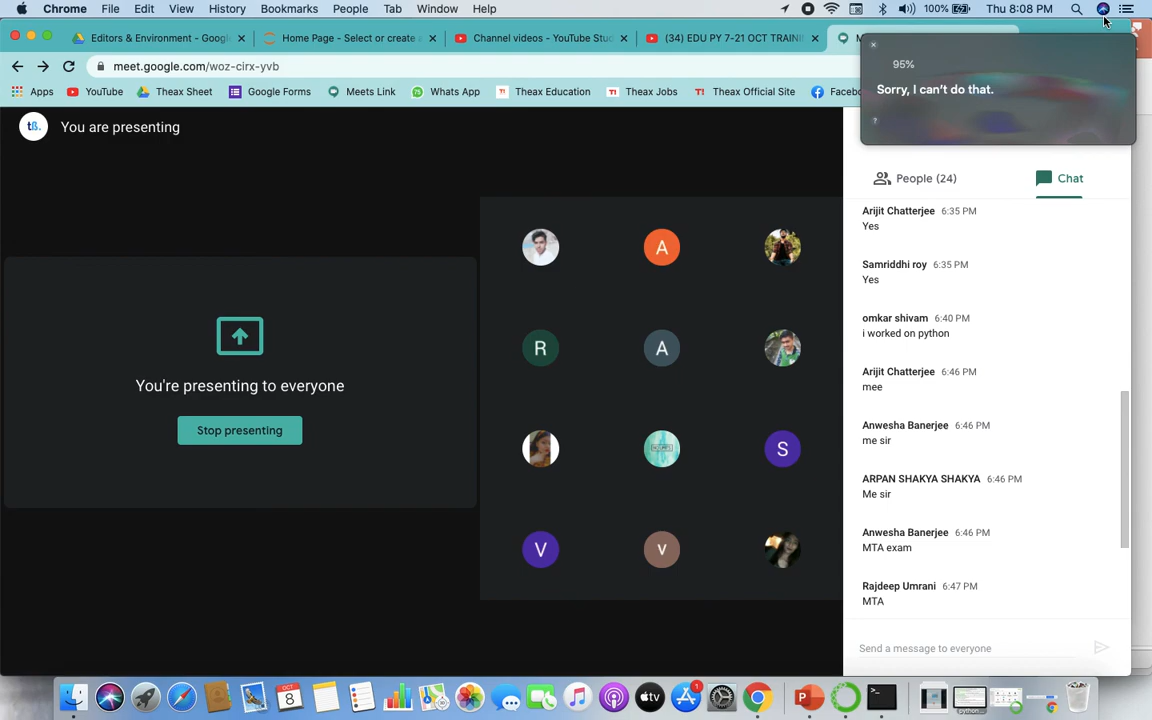 Chrome File Edit View History Bookmarks People Tab Window Help 100% Thu 8:08 PM
Editors & Environment - Googl Home Page - Select or create a Channel videos - YouTube Stu (34) EDU PY 7-21 OCT TRAINI M
meet.google.com/woz-cirx-yvb
Apps YouTube Theax Sheet Google Forms Meets Link Whats App Theax Education Theax Jobs Theax Official Site
95%
Sorry, I can't do that.
?
tB. You are presenting
People (24) Chat
Arijit Chatterjee 6:35 PM
Yes
Samriddhi roy 6:35 PM
Yes
omkar shivam 6:40 PM
i worked on python
Arijit Chatterjee 6:46 PM
mee
Anwesha Banerjee 6:46 PM
me sir
ARPAN SHAKYA SHAKYA 6:46 PM
Me sir
Anwesha Banerjee 6:46 PM
MTA exam
Rajdeep Umrani 6:47 PM
MTA
Send a message to everyone
You're presenting to everyone
Stop presenting
A
R A
S
V v
OCT
8
tv
1